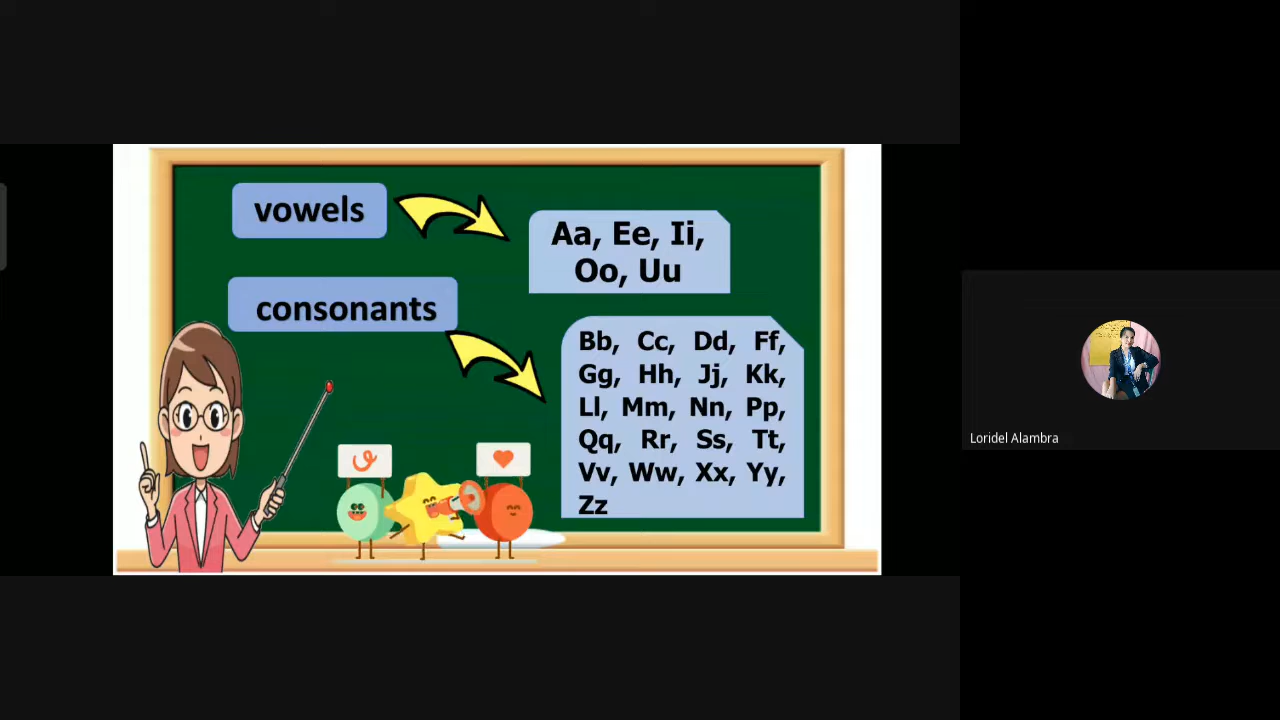 vowels
Aa, Ee, Ii,
Oo, Uu
consonants
Bb, Cc, Dd, Ff,
Gg, Hh, Jj, Kk,
Ll, Mm, Nn, Pp,
Qq, Rr, Ss, Tt,
Vv, Ww, Xx, Yy,
Zz
Loridel Alambra